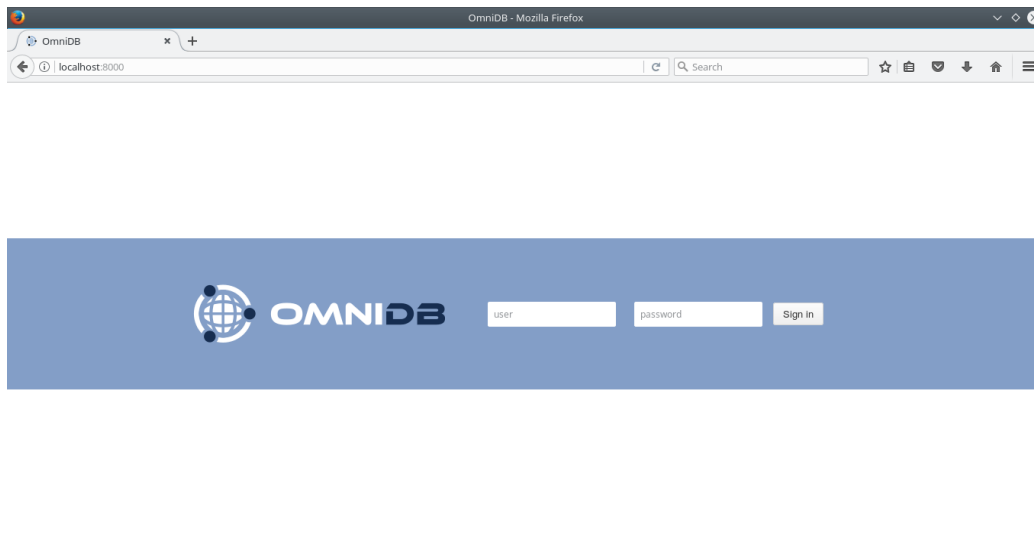 OmniDB - Mozilla Firefox
OmniDB
localhost:8000
Search
OMNIDB
user
password
Sign in